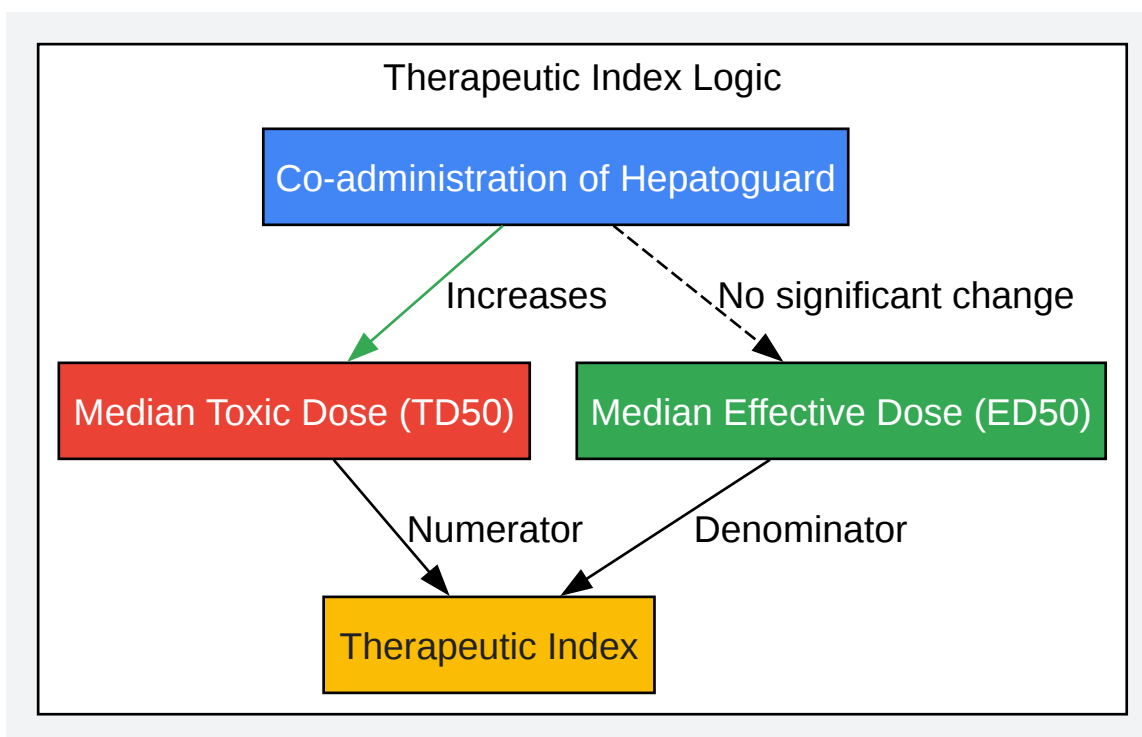 Therapeutic Index Logic
Co-administration of Hepatoguard
Increases
No significant change
Median Toxic Dose (TD50)
Median Effective Dose (ED50)
Numerator
Denominator
Therapeutic Index